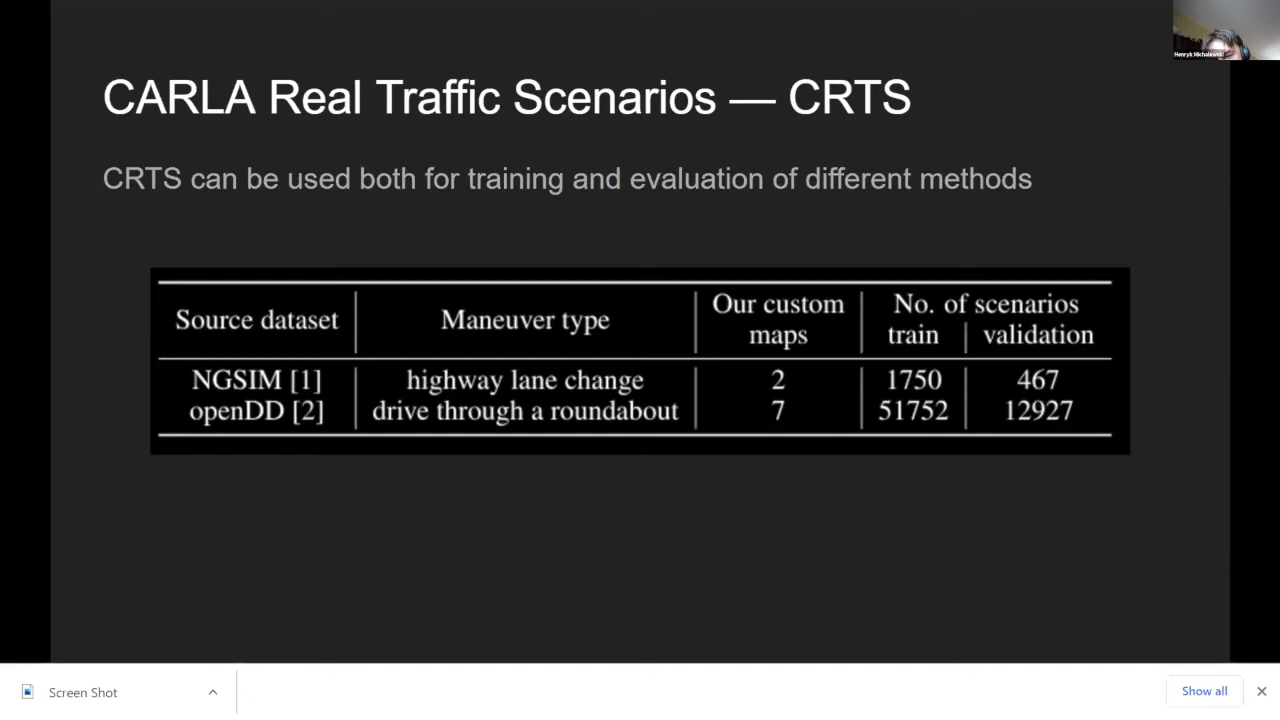 Henryk Michalewski
CARLA Real Traffic Scenarios — CRTS
CRTS can be used both for training and evaluation of different methods
Source dataset Maneuver type Our custom maps No. of scenarios train validation
NGSIM [1] highway lane change 2 1750 467
openDD [2] drive through a roundabout 7 51752 12927
Screen Shot
Show all